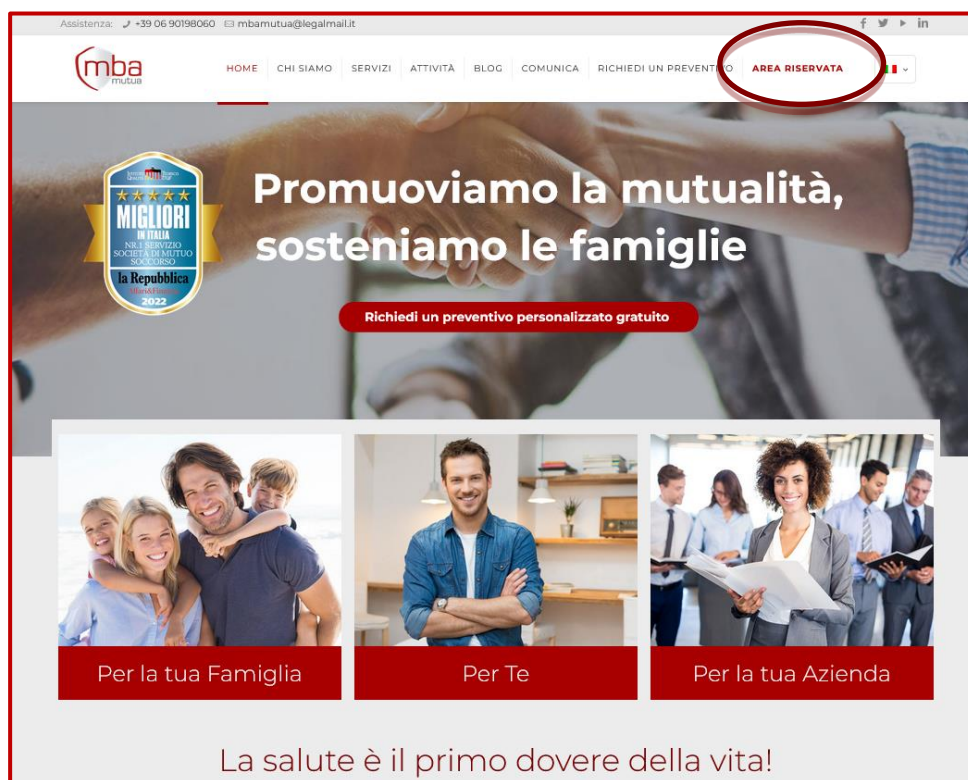 Assistenza: +39 06 90198060 mbamutua@legalmail.it
mba
mutua
HOME CHI SIAMO SERVIZI ATTIVITÀ BLOG COMUNICA RICHIEDI UN PREVENTIVO AREA RISERVATA
MIGLIORI
IN ITALIA
NR.1 SERVIZIO
SOCIETÀ DI MUTUO
SOCCORSO
la Repubblica
Affari&Finanza
2022
Promuoviamo la mutualità,
sosteniamo le famiglie
Richiedi un preventivo personalizzato gratuito
Per la tua Famiglia
Per Te
Per la tua Azienda
La salute è il primo dovere della vita!